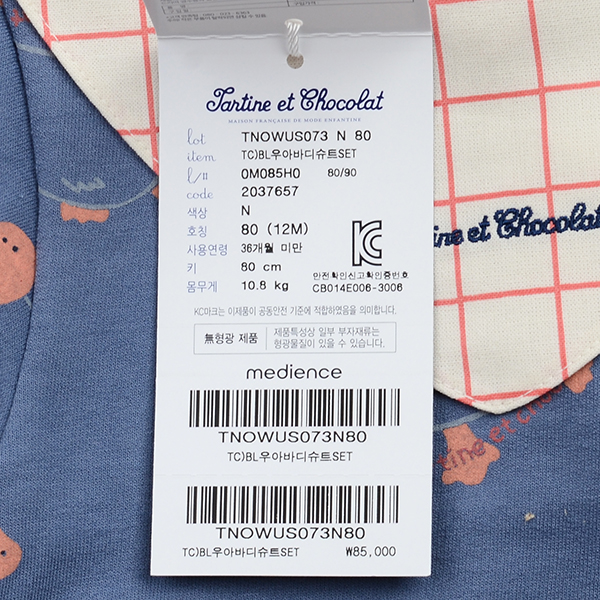 Tartine et Chocolat
MAISON FRANÇAISE DE MODE ENFANTINE
lot TNOWUS073 N 80
item TC)BL우아바디슈트SET
l/# 0M085H0 80/90
code 2037657
색상 N
호칭 80 (12M)
사용연령 36개월 미만
키 80 cm
몸무게 10.8 kg
안전확인신고확인증번호
CB014E006-3006
KC마크는 이제품이 공통안전 기준에 적합하였음을 의미합니다.
無형광 제품
제품특성상 일부 부자재류는
형광물질이 있을 수 있습니다.
medience
TNOWUS073N80
TC)BL우아바디슈트SET
TNOWUS073N80
TC)BL우아바디슈트SET ₩85,000
artine et Chocolat
tine et cho